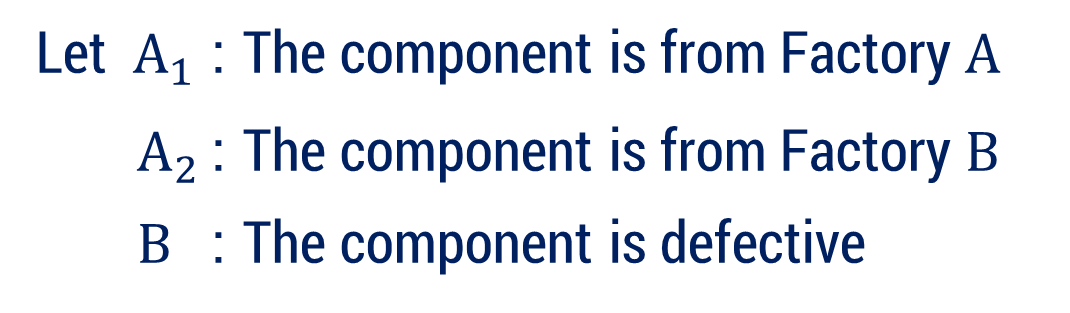 Let A₁ : The component is from Factory A
A₂ : The component is from Factory B
B : The component is defective